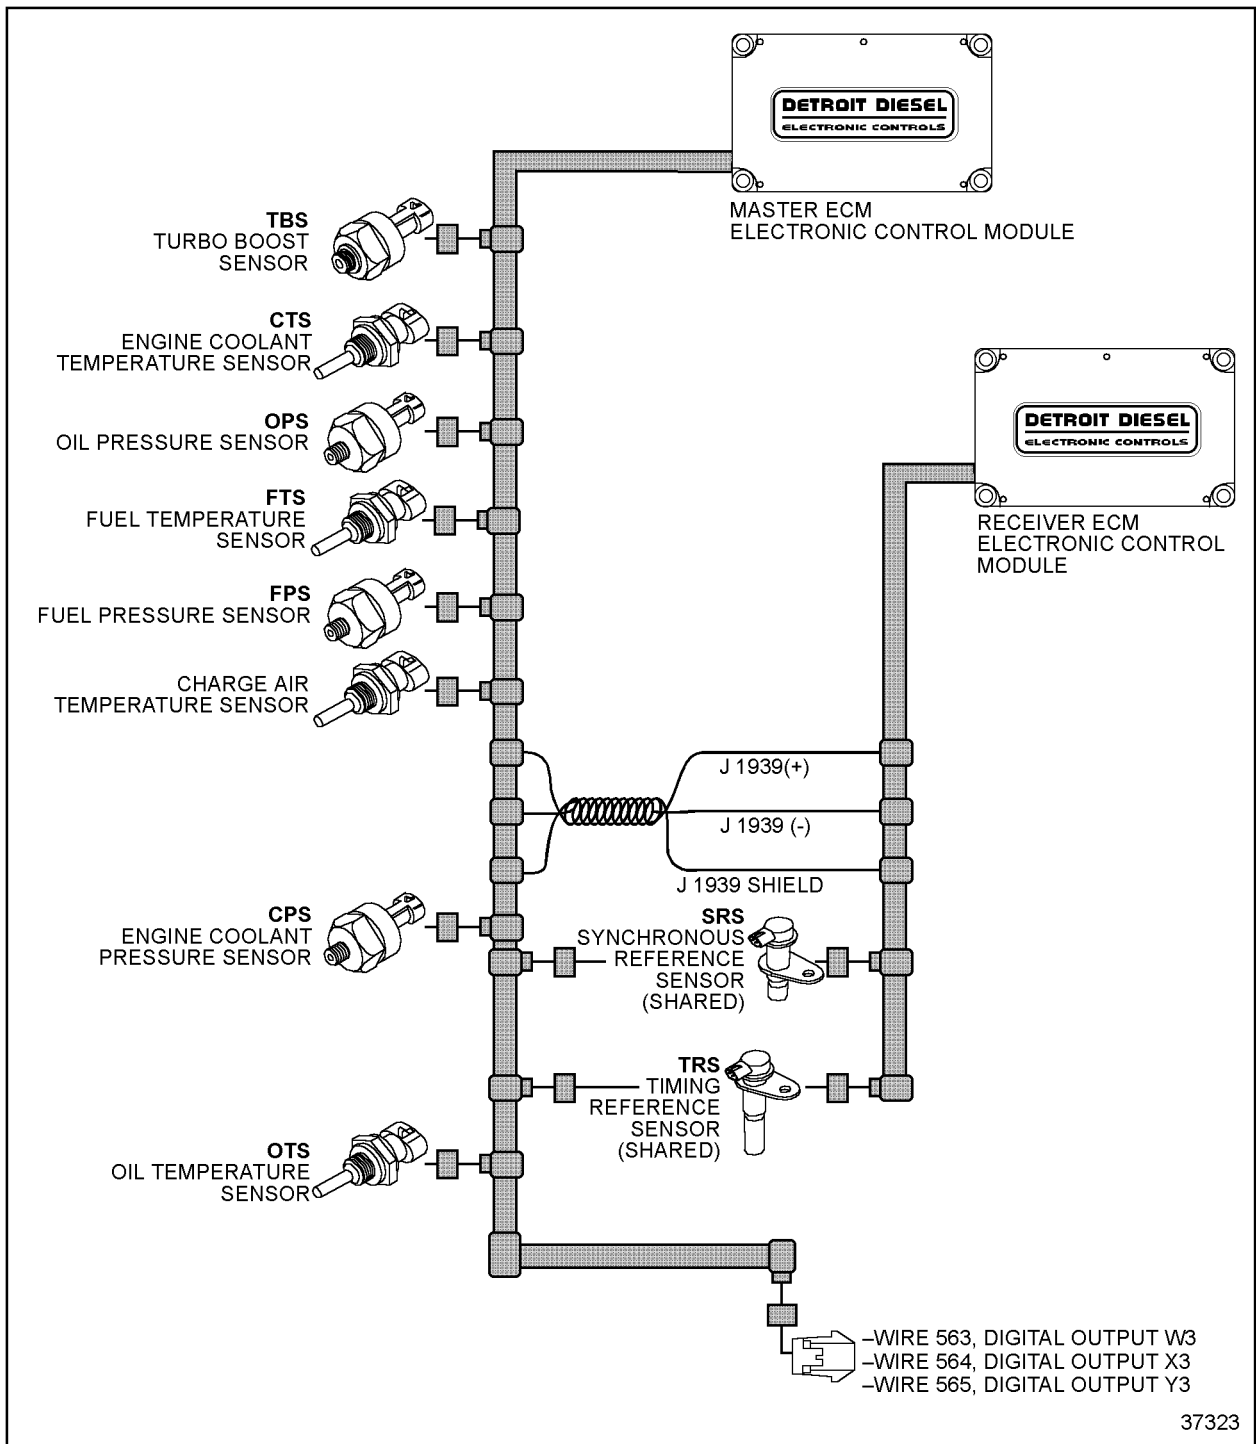 DETROIT DIESEL
ELECTRONIC CONTROLS
MASTER ECM
ELECTRONIC CONTROL MODULE
TBS
TURBO BOOST
SENSOR
CTS
ENGINE COOLANT
TEMPERATURE SENSOR
DETROIT DIESEL
ELECTRONIC CONTROLS
RECEIVER ECM
ELECTRONIC CONTROL
MODULE
OPS
OIL PRESSURE SENSOR
FTS
FUEL TEMPERATURE
SENSOR
FPS
FUEL PRESSURE SENSOR
CHARGE AIR
TEMPERATURE SENSOR
J 1939(+)
J 1939 (-)
J 1939 SHIELD
CPS
ENGINE COOLANT
PRESSURE SENSOR
SRS
SYNCHRONOUS
REFERENCE
SENSOR
(SHARED)
TRS
TIMING
REFERENCE
SENSOR
(SHARED)
OTS
OIL TEMPERATURE
SENSOR
–WIRE 563, DIGITAL OUTPUT W3
–WIRE 564, DIGITAL OUTPUT X3
–WIRE 565, DIGITAL OUTPUT Y3
37323